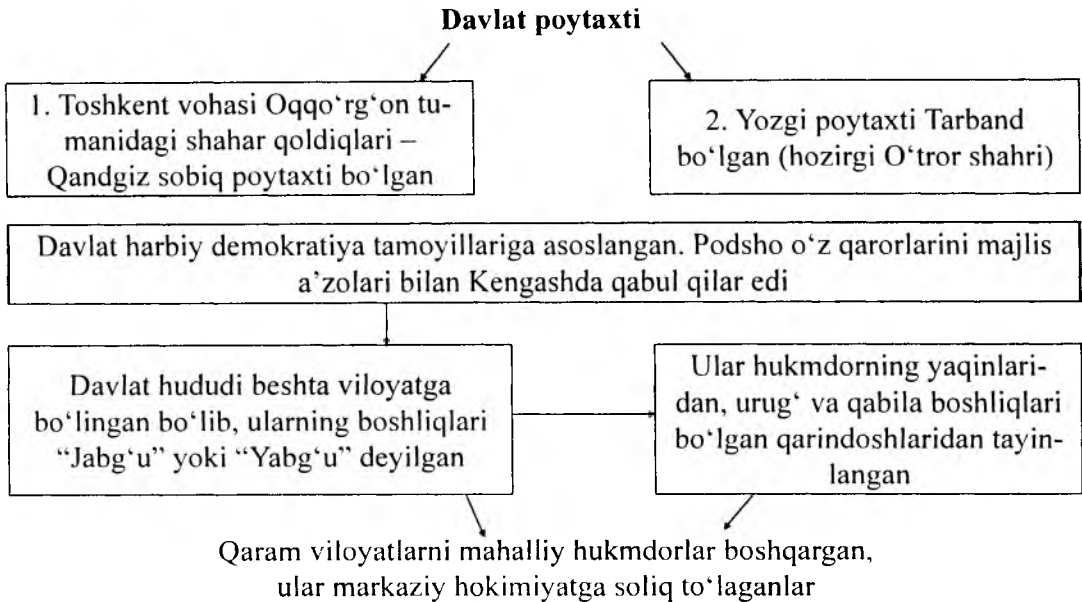 Davlat poytaxti
1. Toshkent vohasi Oqqo‘rg‘on tu-
manidagi shahar qoldiqlari –
Qandgiz sobiq poytaxti bo‘lgan
2. Yozgi poytaxti Tarband
bo‘lgan (hozirgi O‘tror shahri)
Davlat harbiy demokratiya tamoyillariga asoslangan. Podsho o‘z qarorlarini majlis
a’zolari bilan Kengashda qabul qilar edi
Davlat hududi beshta viloyatga
bo‘lingan bo‘lib, ularning boshliqlari
“Jabg‘u” yoki “Yabg‘u” deyilgan
Ular hukmdorning yaqinlari-
dan, urug‘ va qabila boshliqlari
bo‘lgan qarindoshlaridan tayin-
langan
Qaram viloyatlarni mahalliy hukmdorlar boshqargan,
ular markaziy hokimiyatga soliq to‘laganlar